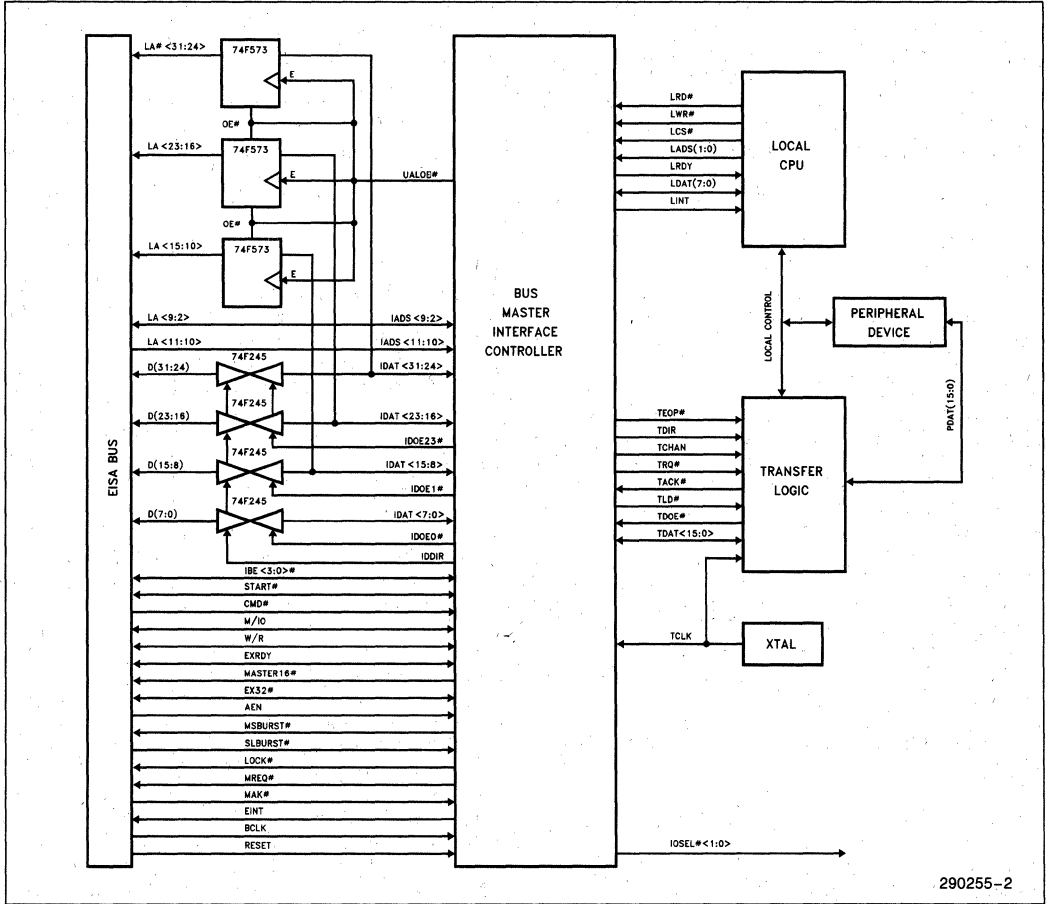 LA# <31:24>
74F573
E
OE#
LA <23:16>
74F573
E
UALOE#
OE#
LA <15:10>
74F573
E
LA <9:2>
IADS <9:2>
LA <11:10>
IADS <11:10>
74F245
D(31:24)
IDAT <31:24>
74F245
D(23:16)
IDAT <23:16>
IDOE23#
74F245
D(15:8)
IDAT <15:8>
IDOE1#
74F245
D(7:0)
IDAT <7:0>
IDOE0#
IDDIR
IBE <3:0>#
START#
CMD#
M/IO
W/R
EXRDY
MASTER16#
EX32#
AEN
MSBURST#
SLBURST#
LOCK#
MREQ#
MAK#
EINT
BCLK
RESET
EISA BUS
BUS
MASTER
INTERFACE
CONTROLLER
LRD#
LWR#
LCS#
LADS(1:0)
LRDY
LDAT(7:0)
LINT
LOCAL
CPU
LOCAL CONTROL
PERIPHERAL
DEVICE
PDAT(15:0)
TEOP#
TDIR
TCHAN
TRQ#
TACK#
TLD#
TDOE#
TDAT<15:0>
TRANSFER
LOGIC
TCLK
XTAL
IOSEL#<1:0>
290255-2